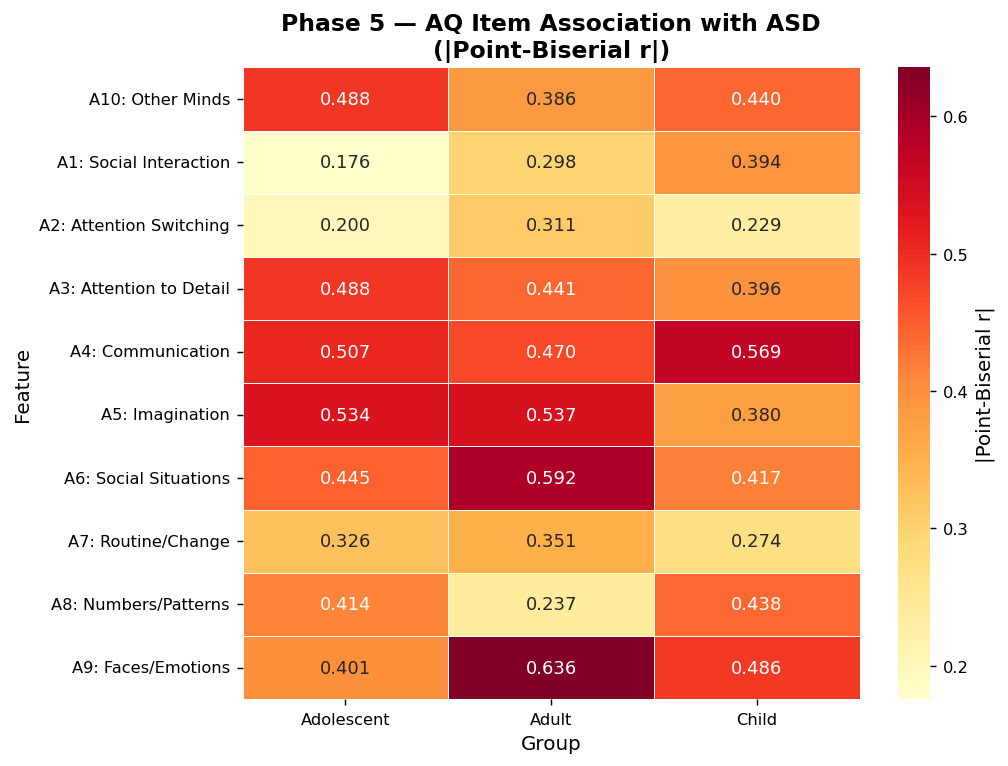 Phase 5 — AQ Item Association with ASD
(|Point-Biserial r|)
Feature
A10: Other Minds 0.488 0.386 0.440
A1: Social Interaction 0.176 0.298 0.394
A2: Attention Switching 0.200 0.311 0.229
A3: Attention to Detail 0.488 0.441 0.396
A4: Communication 0.507 0.470 0.569
A5: Imagination 0.534 0.537 0.380
A6: Social Situations 0.445 0.592 0.417
A7: Routine/Change 0.326 0.351 0.274
A8: Numbers/Patterns 0.414 0.237 0.438
A9: Faces/Emotions 0.401 0.636 0.486
Adolescent Adult Child
Group
0.6
0.5
0.4
0.3
0.2
|Point-Biserial r|